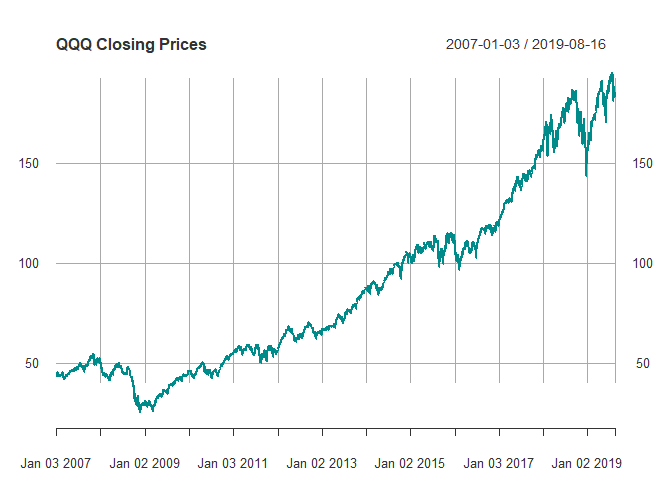 QQQ Closing Prices 2007-01-03 / 2019-08-16
150 150
100 100
50 50
Jan 03 2007 Jan 02 2009 Jan 03 2011 Jan 02 2013 Jan 02 2015 Jan 03 2017 Jan 02 2019